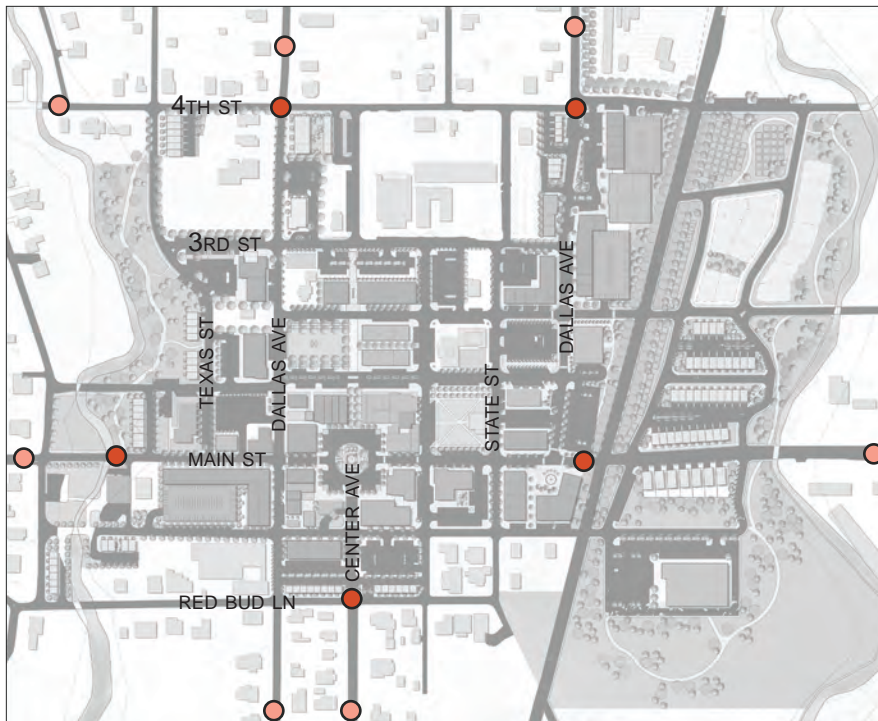 4TH ST
3RD ST
TEXAS ST
DALLAS AVE
DALLAS AVE
STATE ST
MAIN ST
CENTER AVE
RED BUD LN